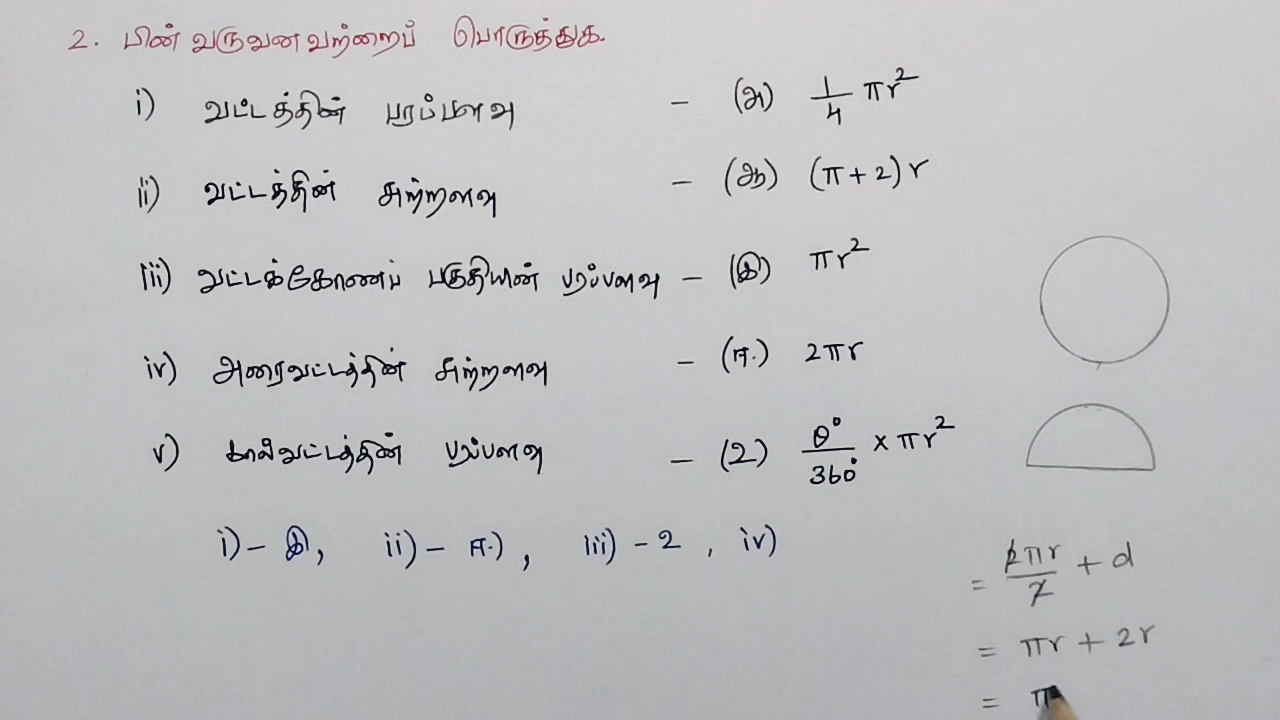 2. பின் வருவன வற்றைப் பொருத்துக.
i) வட்டத்தின் பரப்பளவு – (அ) 1/4 πr²
ii) வட்டத்தின் சுற்றளவு – (ஆ) (π + 2) r
iii) வட்டக்கோணப் பகுதியின் பரப்பளவு – (இ) πr²
iv) அரைவட்டத்தின் சுற்றளவு – (ஈ) 2πr
v) கால்வட்டத்தின் பரப்பளவு – (உ) θ°/360° × πr²
i) – இ, ii) – ஈ), iii) – உ, iv)
= 2πr/2 + d
= πr + 2r
= π